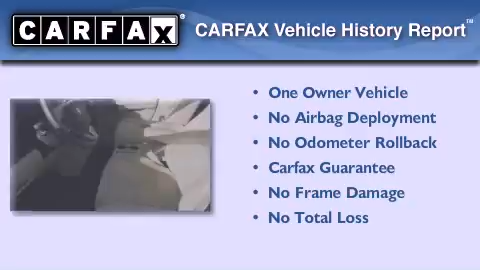 CARFAX® CARFAX Vehicle History Report™
• One Owner Vehicle
• No Airbag Deployment
• No Odometer Rollback
• Carfax Guarantee
• No Frame Damage
• No Total Loss